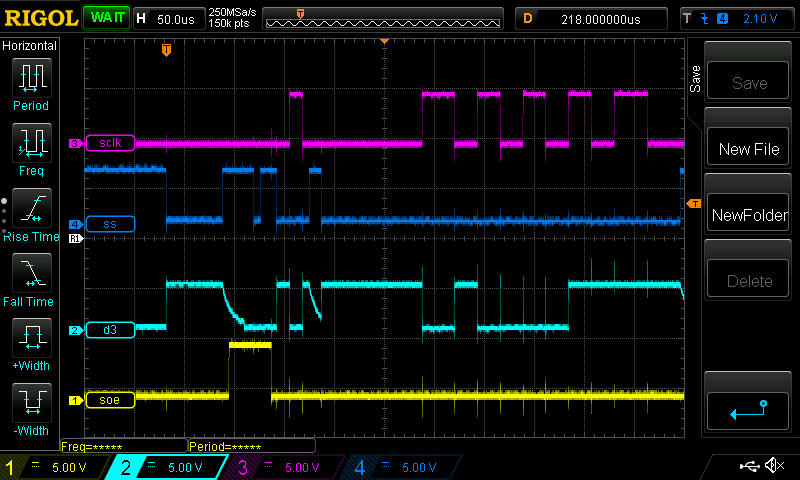 RIGOL WAIT H 50.0us 250MSa/s 150k pts T D 218.000000us T 4 2.10 V
Horizontal
T
Save
Save
Period
3 sclk
New File
Freq
4 ss
T
NewFolder
Rise Time
R1
Delete
Fall Time
2 d3
+Width
1 soe
-Width
Freq=***** Period=*****
1 5.00 V 2 5.00 V 3 5.00 V 4 5.00 V